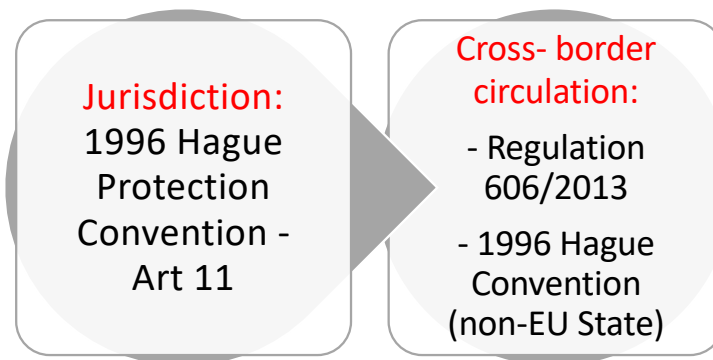 Jurisdiction:
1996 Hague
Protection
Convention -
Art 11
Cross- border
circulation:
- Regulation
606/2013
- 1996 Hague
Convention
(non-EU State)